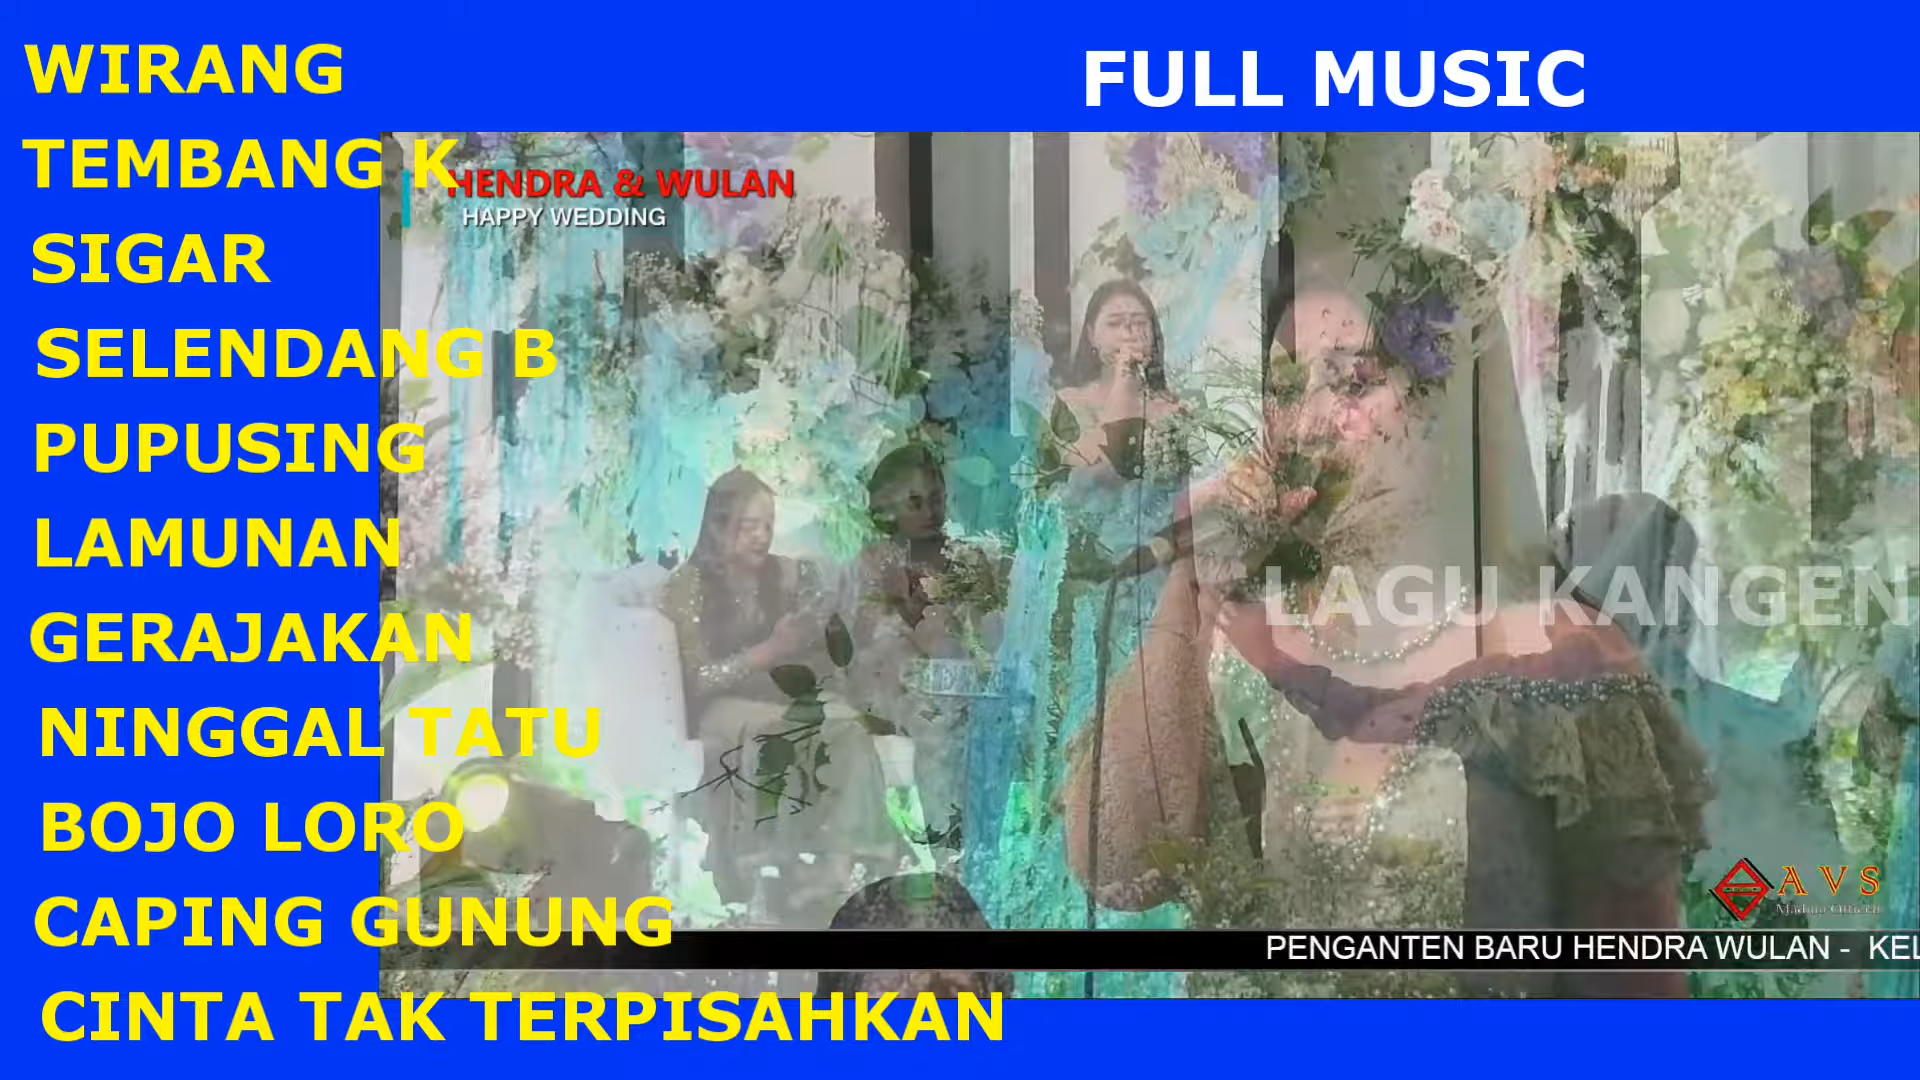 WIRANG
FULL MUSIC
TEMBANG K
HENDRA & WULAN
HAPPY WEDDING
SIGAR
SELENDANG B
PUPUSING
LAMUNAN
LAGU KANGEN
GERAJAKAN
NINGGAL TATU
BOJO LORO
AVS
CAPING GUNUNG
PENGANTEN BARU HENDRA WULAN - KEL
CINTA TAK TERPISAHKAN